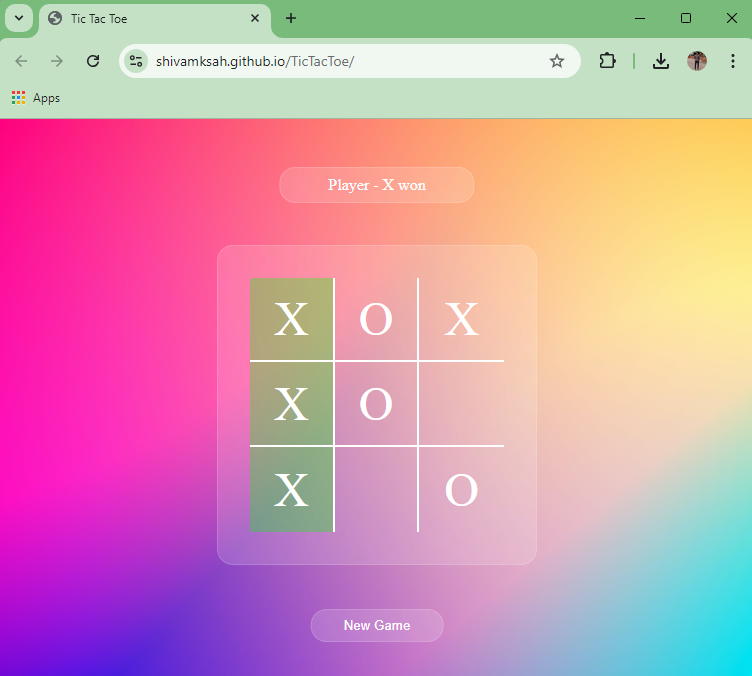 Tic Tac Toe
shivamksah.github.io/TicTacToe/
Apps
Player - X won
X O X
X O
X O
New Game